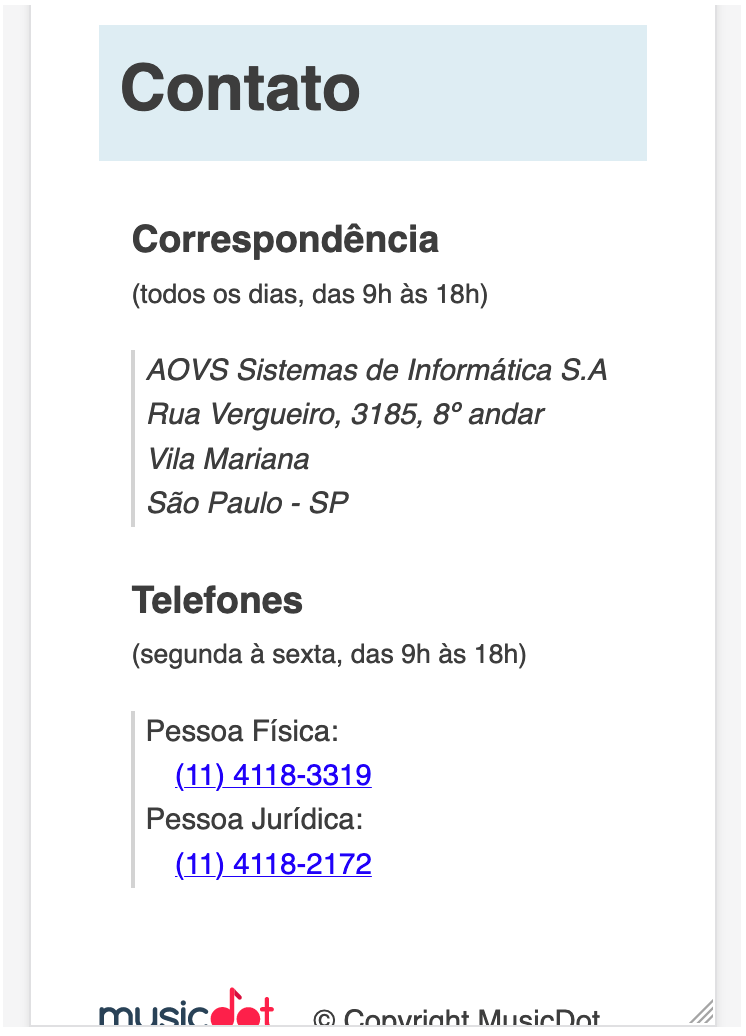 Contato
Correspondência
(todos os dias, das 9h às 18h)
AOVS Sistemas de Informática S.A
Rua Vergueiro, 3185, 8º andar
Vila Mariana
São Paulo - SP
Telefones
(segunda à sexta, das 9h às 18h)
Pessoa Física:
(11) 4118-3319
Pessoa Jurídica:
(11) 4118-2172
musicdot © Copyright MusicDot